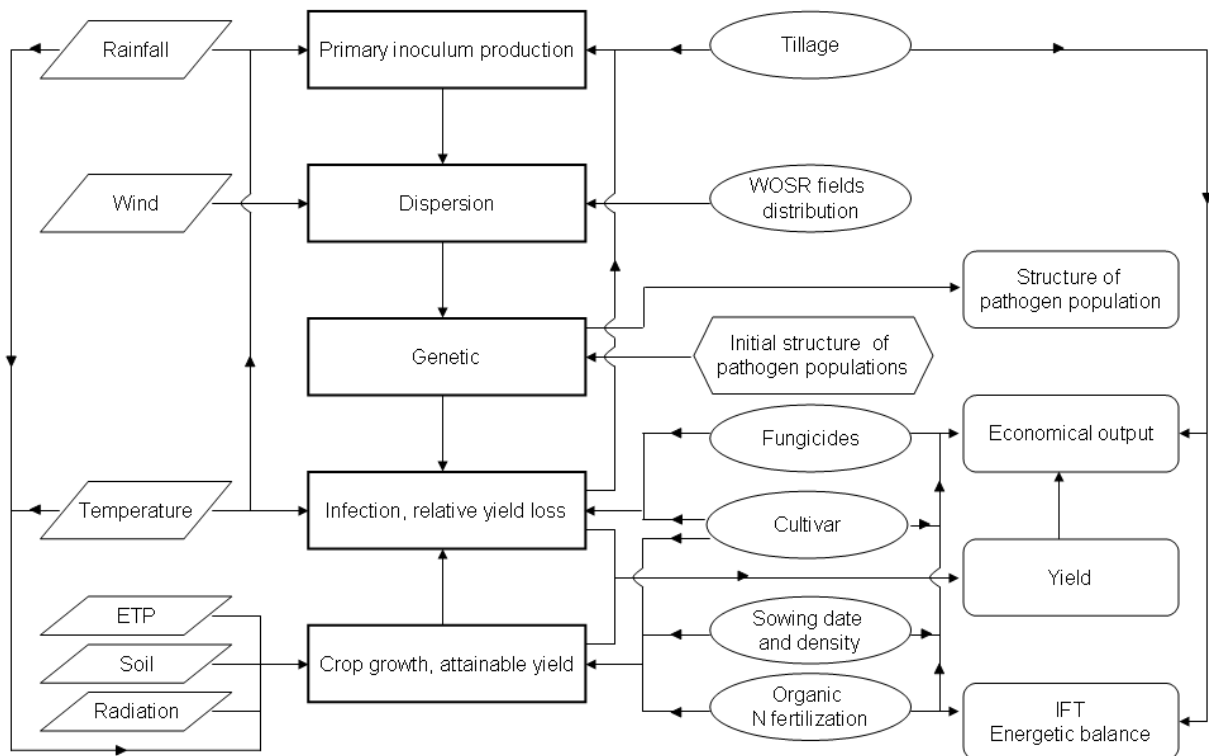 Rainfall
Primary inoculum production
Tillage
Wind
Dispersion
WOSR fields
distribution
Structure of
pathogen population
Genetic
Initial structure of
pathogen populations
Fungicides
Economical output
Temperature
Infection, relative yield loss
Cultivar
Yield
ETP
Soil
Radiation
Crop growth, attainable yield
Sowing date
and density
Organic
N fertilization
IFT
Energetic balance